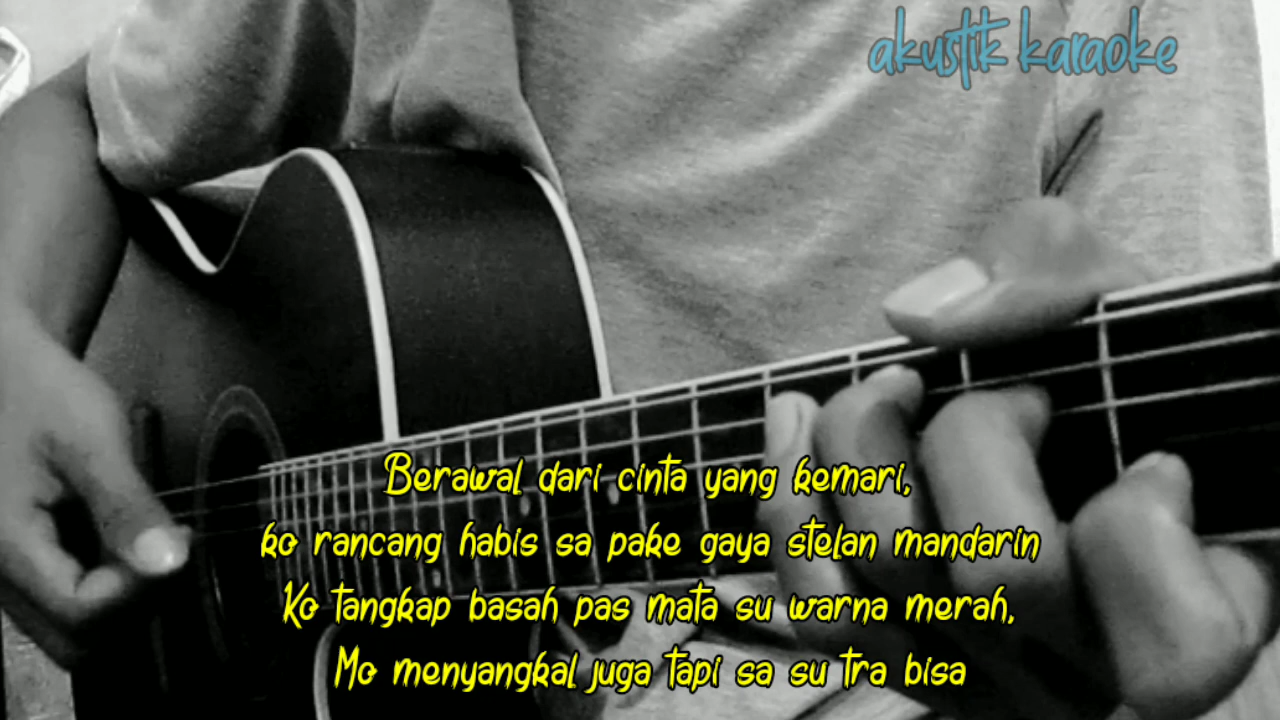 akustik karaoke
Berawal dari cinta yang kemari,
ko rancang habis sa pake gaya stelan mandarin
Ko tangkap basah pas mata su warna merah,
Mo menyangkal juga tapi sa su tra bisa